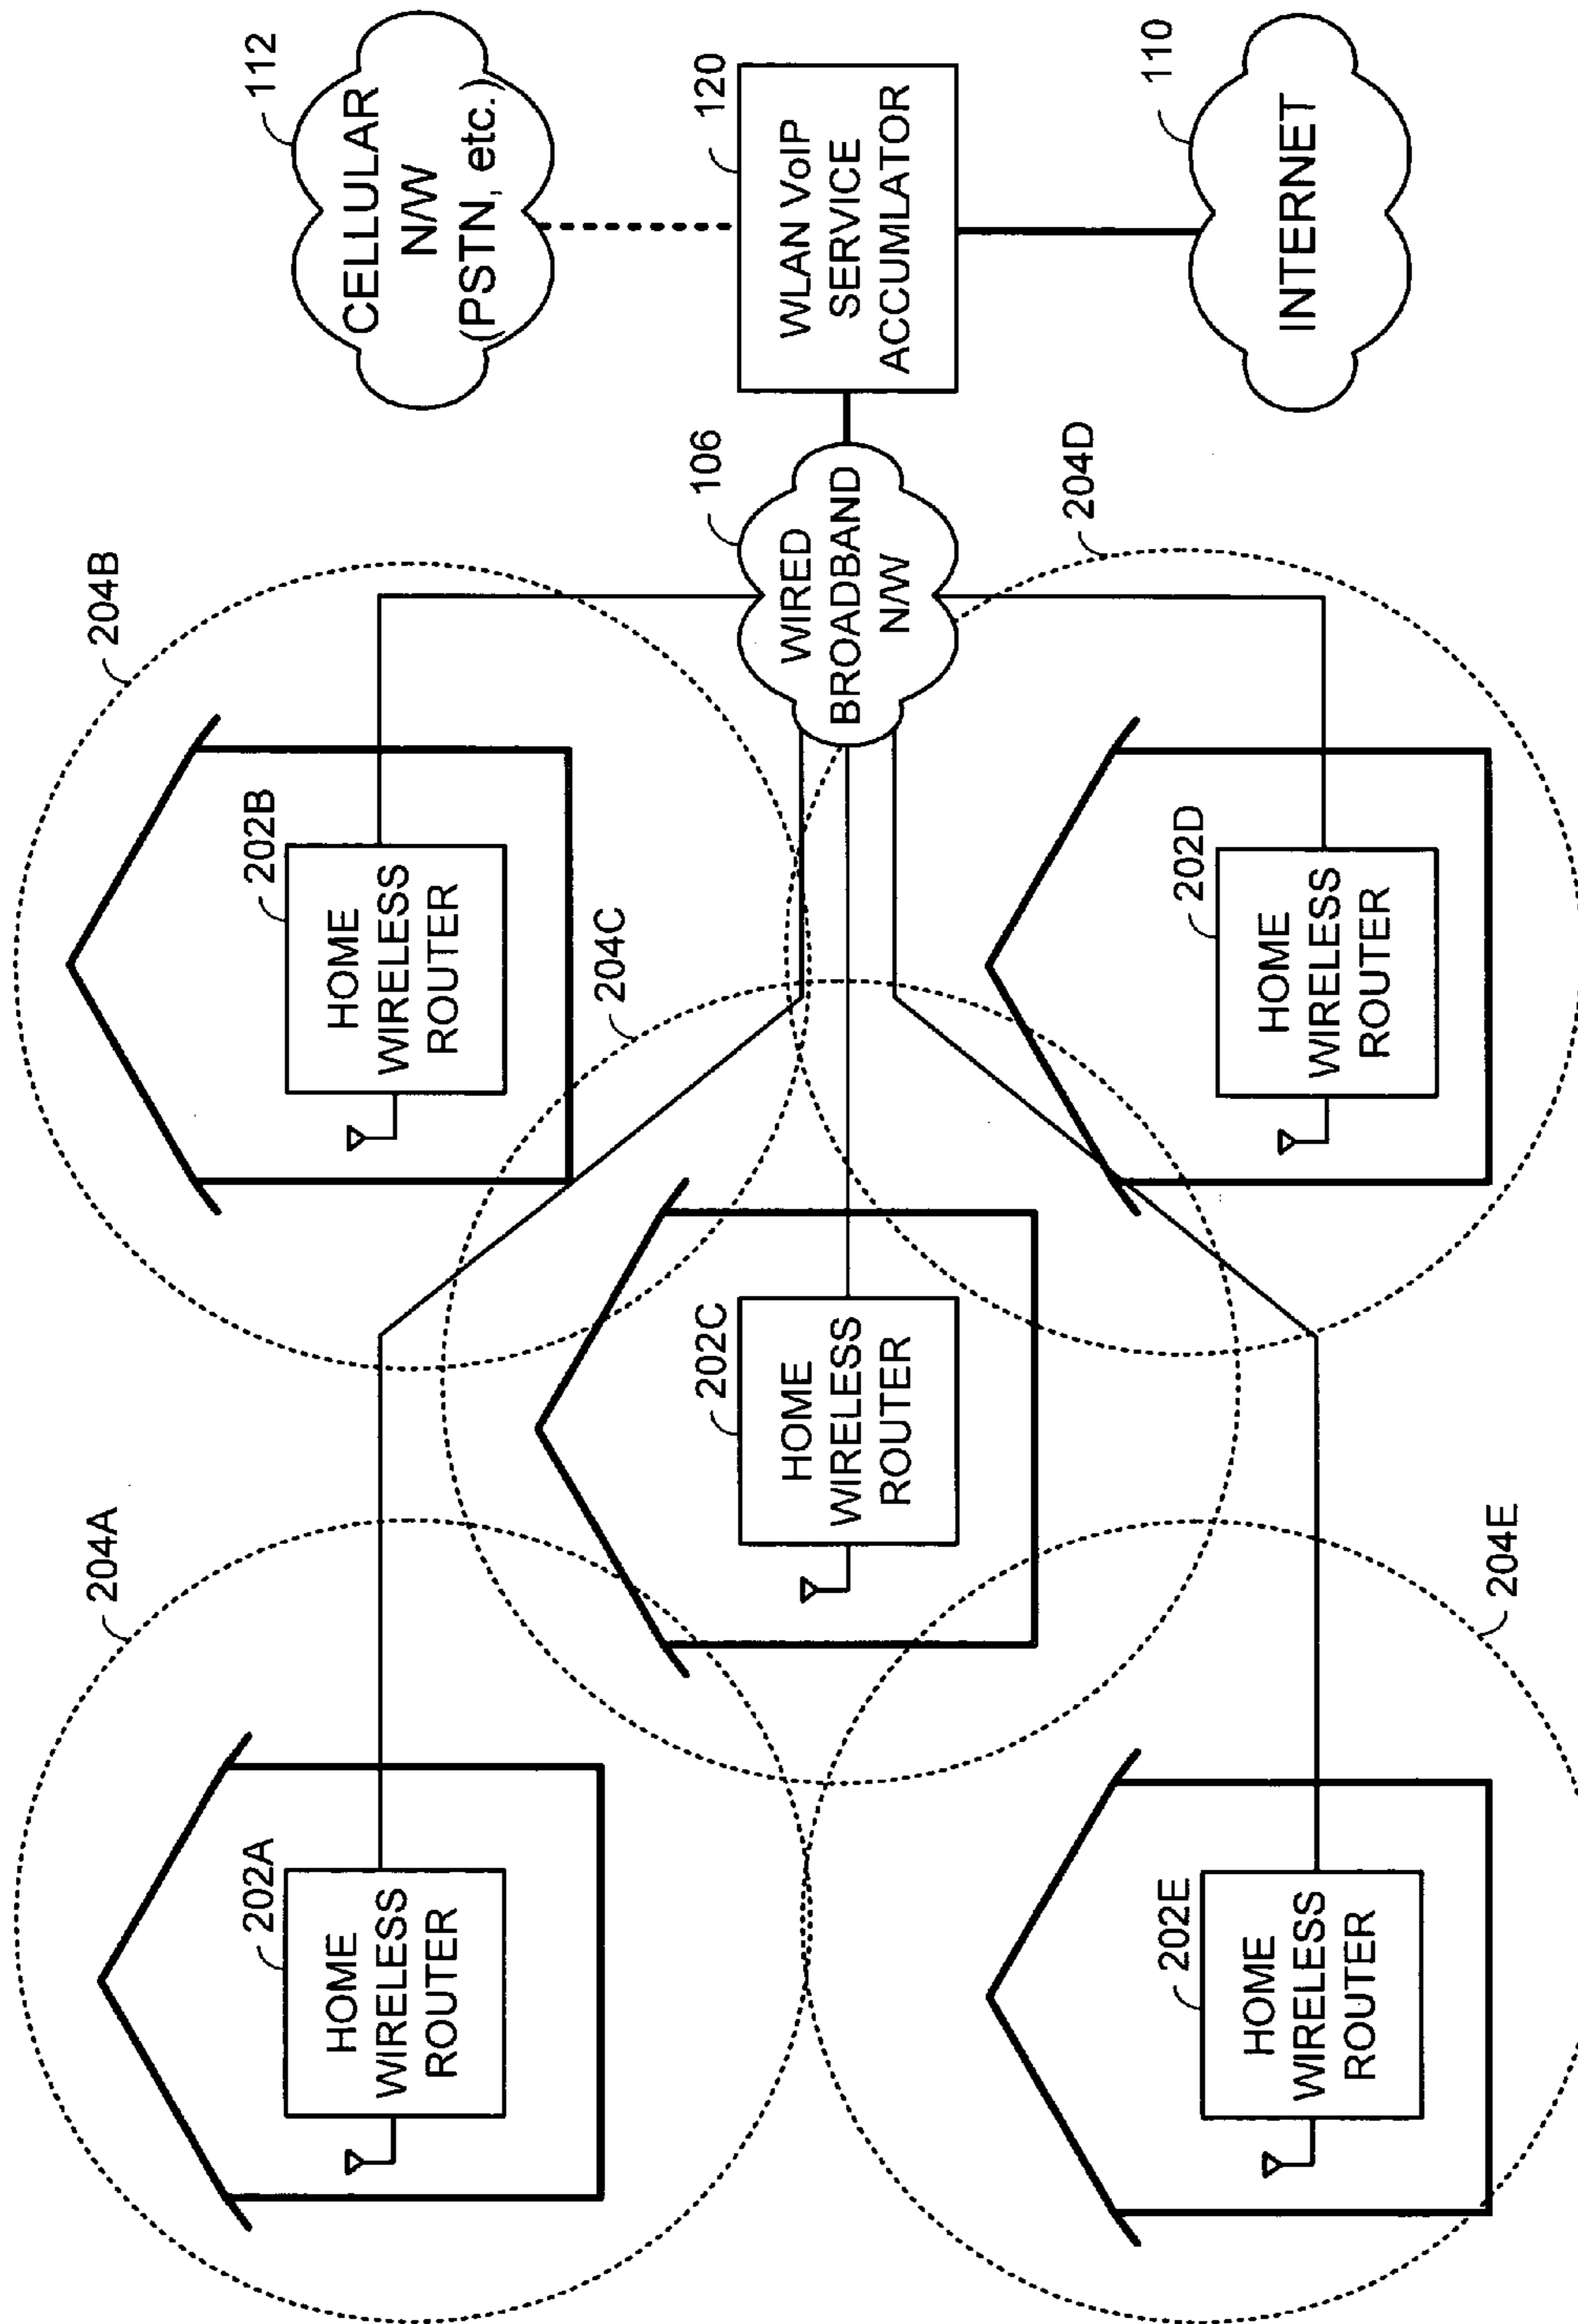 204A
202A
HOME
WIRELESS
ROUTER
204B
202B
HOME
WIRELESS
ROUTER
204C
202C
HOME
WIRELESS
ROUTER
204D
202D
HOME
WIRELESS
ROUTER
204E
202E
HOME
WIRELESS
ROUTER
106
WIRED
BROADBAND
N/W
112
CELLULAR
N/W
(PSTN, etc.)
120
WLAN VoIP
SERVICE
ACCUMLATOR
110
INTERNET